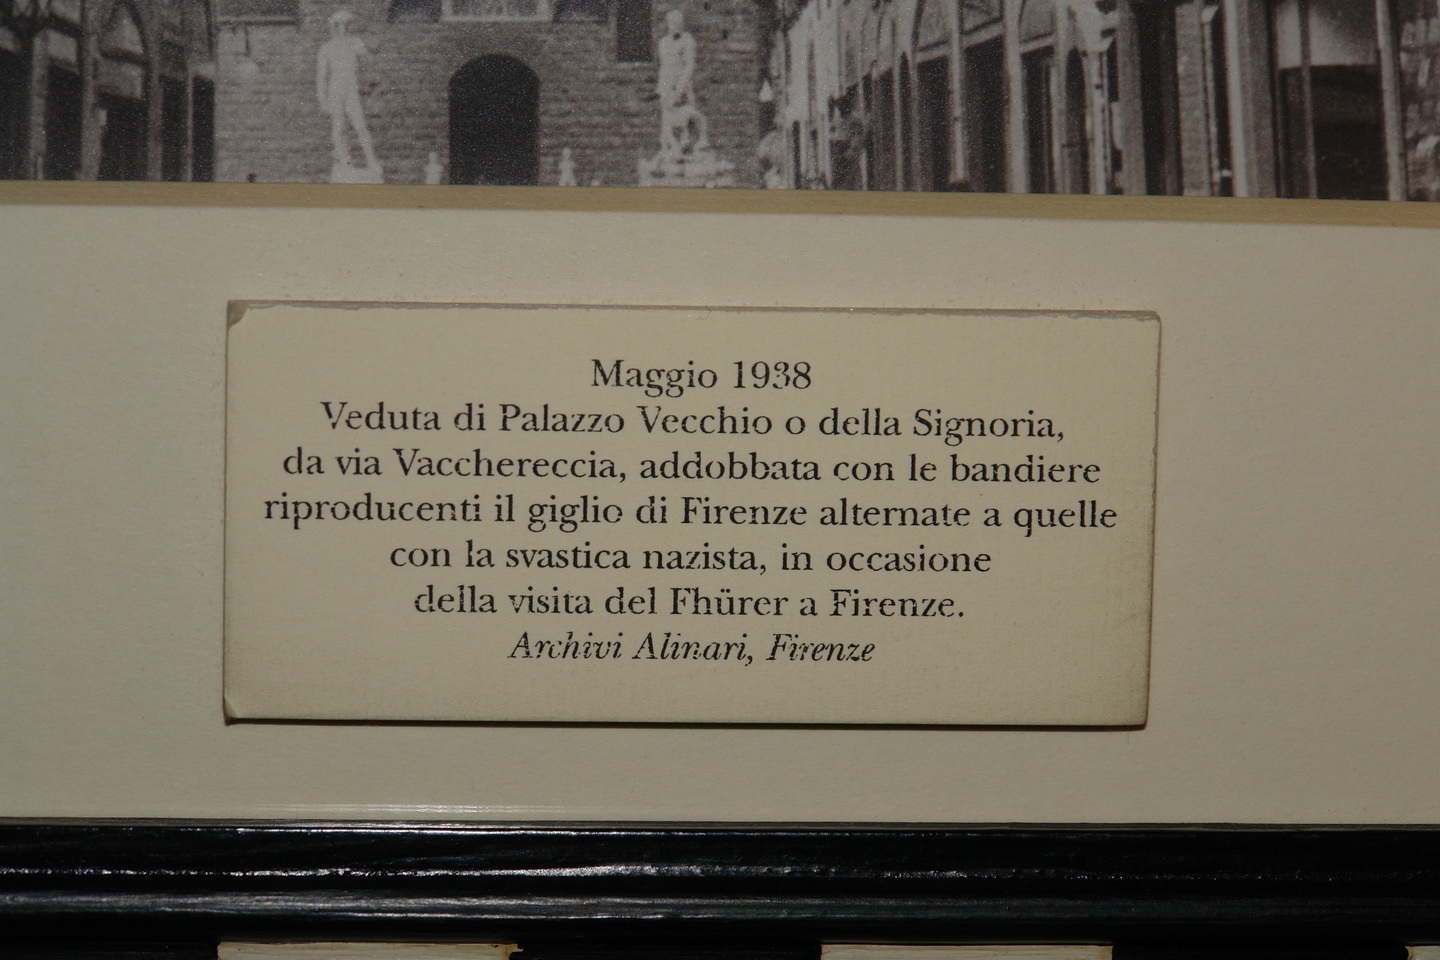 Maggio 1938
Veduta di Palazzo Vecchio o della Signoria,
da via Vacchereccia, addobbata con le bandiere
riproducenti il giglio di Firenze alternate a quelle
con la svastica nazista, in occasione
della visita del Fhürer a Firenze.
Archivi Alinari, Firenze